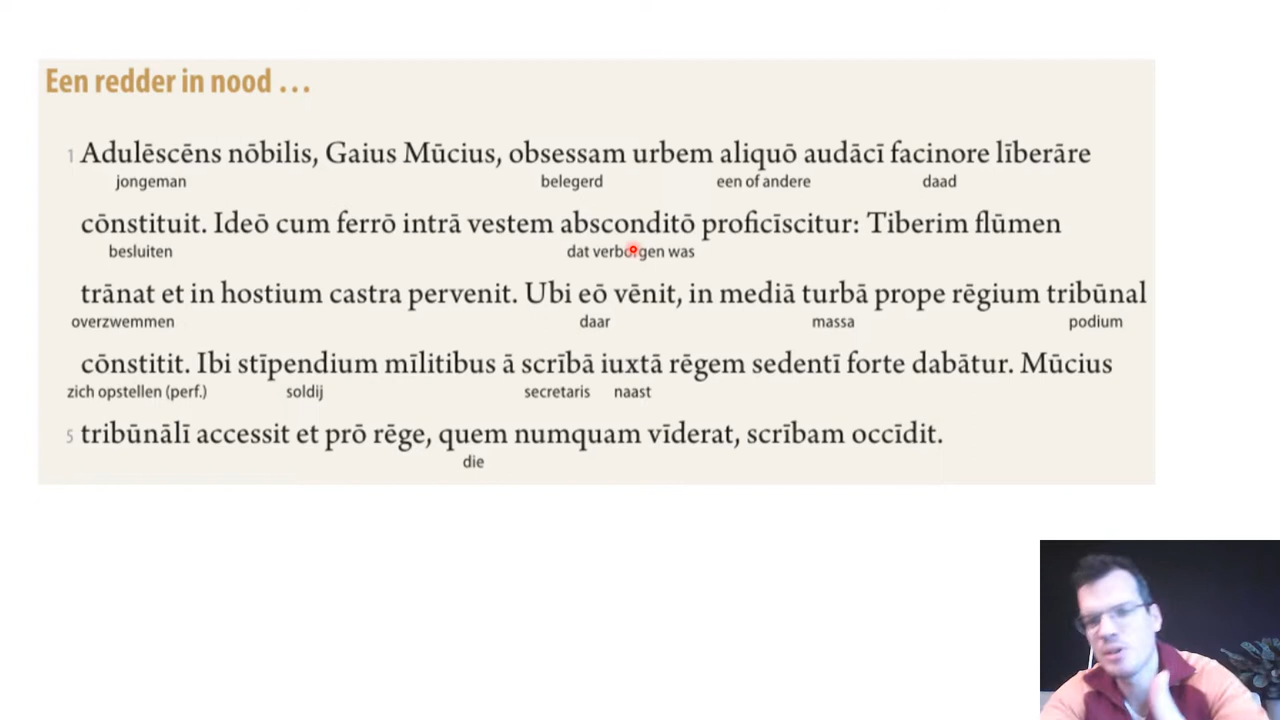 Een redder in nood …
1 Adulēscēns nōbilis, Gaius Mūcius, obsessam urbem aliquō audācī facinore līberāre
jongeman belegerd een of andere daad
cōnstituit. Ideō cum ferrō intrā vestem absconditō proficīscitur: Tiberim flūmen
besluiten dat verborgen was
trānat et in hostium castra pervenit. Ubi eō vēnit, in mediā turbā prope rēgium tribūnal
overzwemmen daar massa podium
cōnstitit. Ibi stīpendium mīlitibus ā scrībā iuxtā rēgem sedentī forte dabātur. Mūcius
zich opstellen (perf.) soldij secretaris naast
5 tribūnālī accessit et prō rēge, quem numquam vīderat, scrībam occīdit.
die